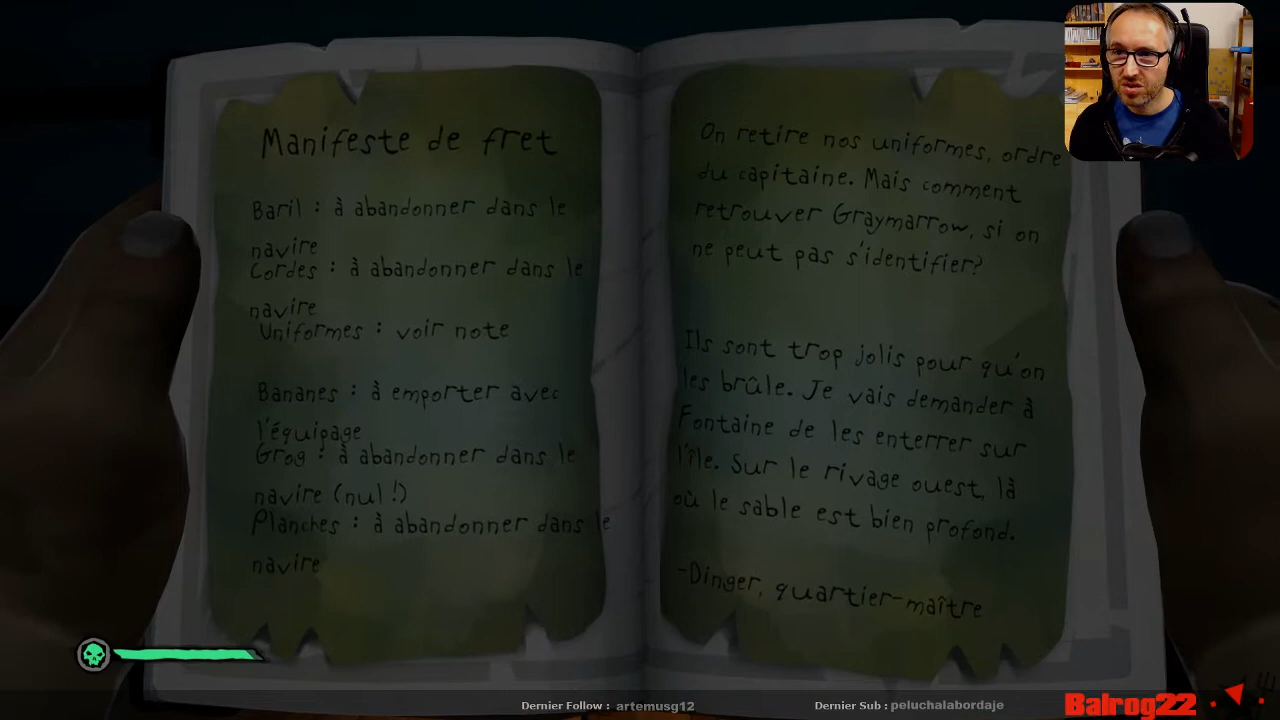 Manifeste de fret
Baril : à abandonner dans le
navire
Cordes : à abandonner dans le
navire
Uniformes : voir note
Bananes : à emporter avec
l'équipage
Grog : à abandonner dans le
navire (nul !)
Planches : à abandonner dans le
navire
On retire nos uniformes, ordre
du capitaine. Mais comment
retrouver Graymarrow, si on
ne peut pas s'identifier?
Ils sont trop jolis pour qu'on
les brûle. Je vais demander à
Fontaine de les enterrer sur
l'île. Sur le rivage ouest, là
où le sable est bien profond.
-Dinger, quartier-maître
Dernier Follow : artemusg12
Dernier Sub : peluchalabordaje
Balrog22